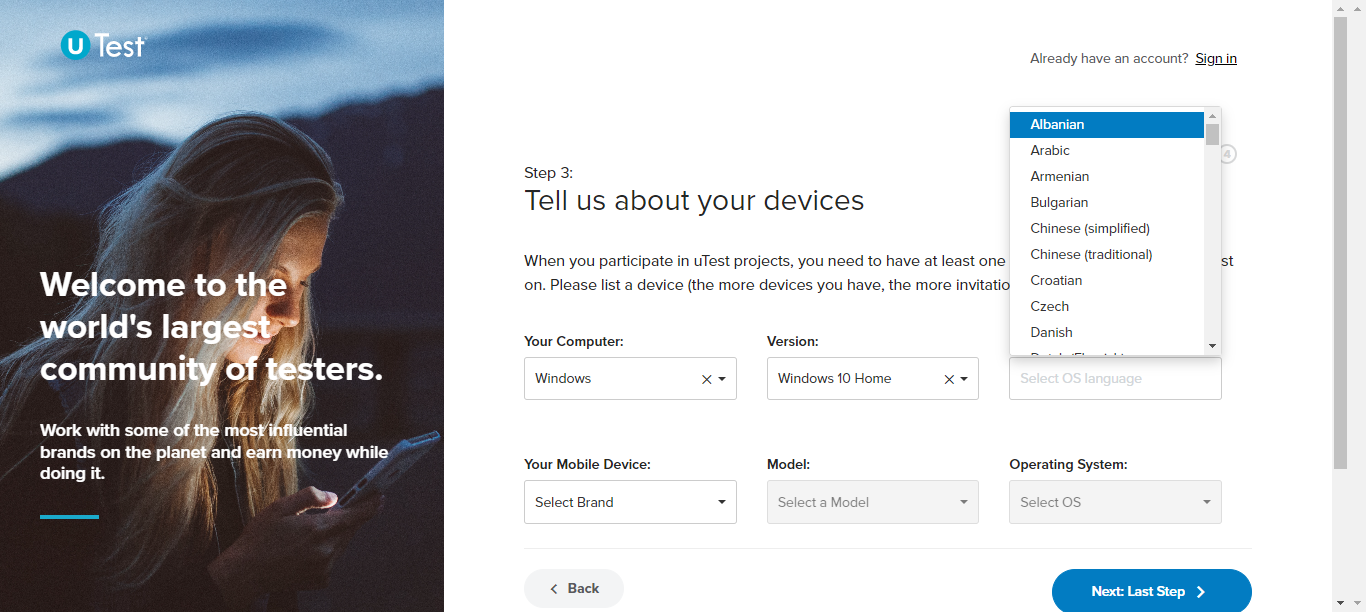 U Test
Already have an account? Sign in
Albanian
Arabic
Armenian
Bulgarian
Chinese (simplified)
Chinese (traditional)
Croatian
Czech
Danish
4
Step 3:
Tell us about your devices
When you participate in uTest projects, you need to have at least one st
on. Please list a device (the more devices you have, the more
Welcome to the
world's largest
community of testers.
Work with some of the most influential
brands on the planet and earn money while
doing it.
Your Computer:
Version:
Windows
Windows 10 Home
Select OS language
Your Mobile Device:
Model:
Operating System:
Select Brand
Select a Model
Select OS
Back
Next: Last Step